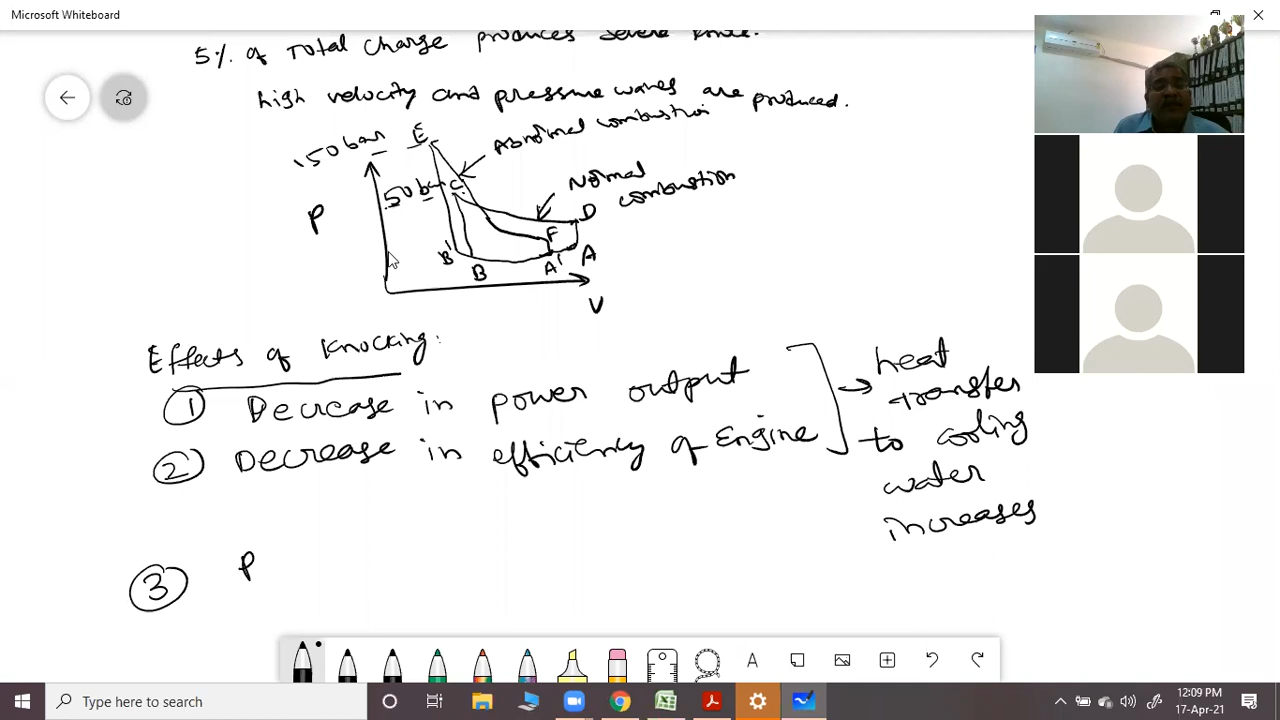 Microsoft Whiteboard
5% of Total charge produces severe
high velocity and pressure waves are produced.
150 bar E
Abnormal combustion
50 bar C
Normal
combustion
P
D
F
B' B A' A
V
Effects of Knocking:
① Decrease in power output
② Decrease in efficiency of Engine
→ heat
transfer
to cooling
water
increases
③ P
A
Type here to search
12:09 PM
17-Apr-21